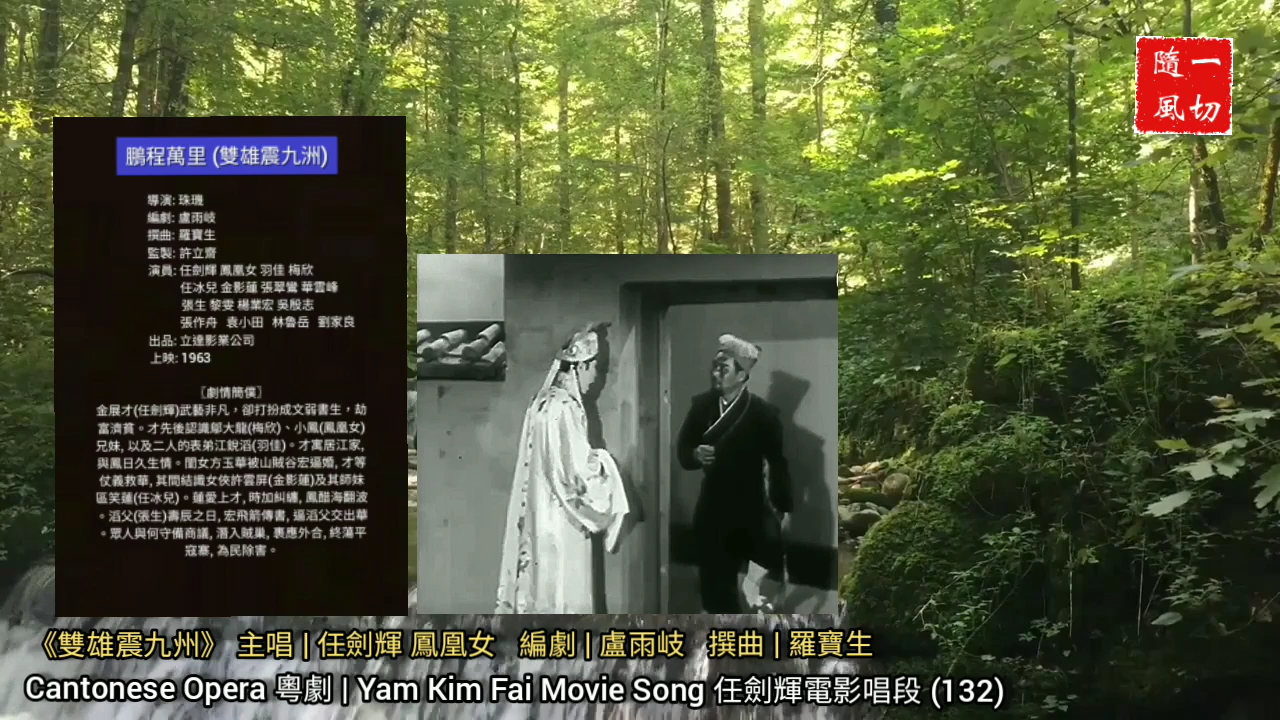 一切
隨風
鵬程萬里 (雙雄震九洲)
導演: 珠璣
編劇: 盧雨岐
撰曲: 羅寶生
監製: 許立齋
演員: 任劍輝 鳳凰女 羽佳 梅欣
任冰兒 金影蓮 張翠鸞 華雲峰
張生 黎雯 楊業宏 吳殷志
張作舟 袁小田 林魯岳 劉家良
出品: 立達影業公司
上映: 1963
〖劇情簡僕〗
金展才(任劍輝)武藝非凡，卻打扮成文弱書生，劫
富濟貧。才先後認識鄔大龍(梅欣)、小鳳(鳳凰女)
兄妹, 以及二人的表弟江銳滔(羽佳)。才寓居江家,
與鳳日久生情。閨女方玉華被山賊谷宏逼婚, 才等
仗義救華, 其間結識女俠許雲屏(金影蓮)及其師妹
區笑蓮(任冰兒)。蓮愛上才, 時加糾纏, 鳳醋海翻波
。滔父(張生)壽辰之日, 宏飛箭傳書, 逼滔父交出華
。眾人與何守備商議, 潛入賊巢, 裏應外合, 終蕩平
寇寨, 為民除害。
《雙雄震九州》 主唱 | 任劍輝 鳳凰女 編劇 | 盧雨岐 撰曲 | 羅寶生
Cantonese Opera 粵劇 | Yam Kim Fai Movie Song 任劍輝電影唱段 (132)